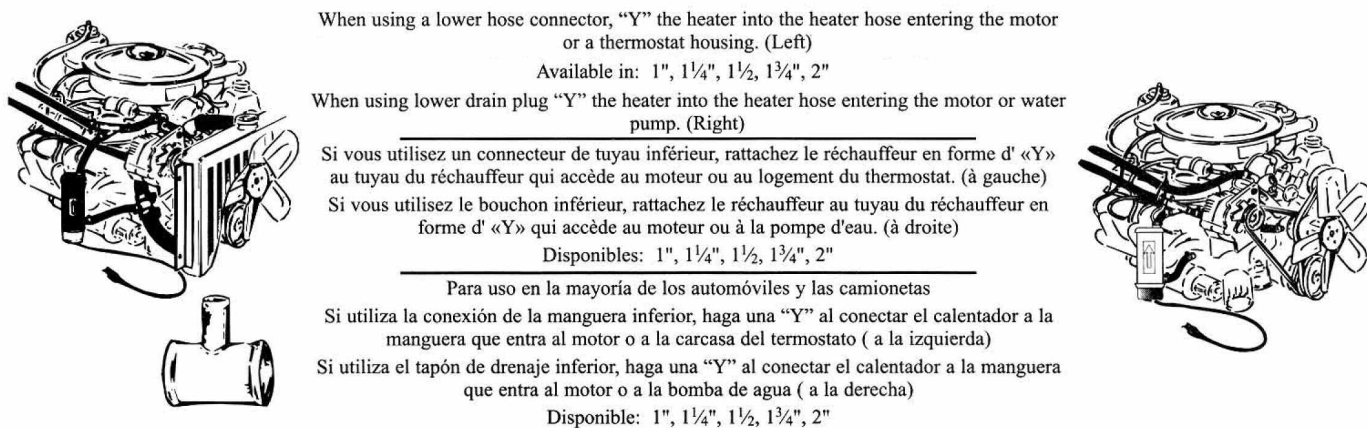 When using a lower hose connector, “Y” the heater into the heater hose entering the motor
or a thermostat housing. (Left)
Available in: 1", 1¼", 1½, 1¾", 2"
When using lower drain plug “Y” the heater into the heater hose entering the motor or water
pump. (Right)
Si vous utilisez un connecteur de tuyau inférieur, rattachez le réchauffeur en forme d' «Y»
au tuyau du réchauffeur qui accède au moteur ou au logement du thermostat. (à gauche)
Si vous utilisez le bouchon inférieur, rattachez le réchauffeur au tuyau du réchauffeur en
forme d' «Y» qui accède au moteur ou à la pompe d'eau. (à droite)
Disponibles: 1", 1¼", 1½, 1¾", 2"
Para uso en la mayoría de los automóviles y las camionetas
Si utiliza la conexión de la manguera inferior, haga una “Y” al conectar el calentador a la
manguera que entra al motor o a la carcasa del termostato ( a la izquierda)
Si utiliza el tapón de drenaje inferior, haga una “Y” al conectar el calentador a la manguera
que entra al motor o a la bomba de agua ( a la derecha)
Disponible: 1", 1¼", 1½, 1¾", 2"